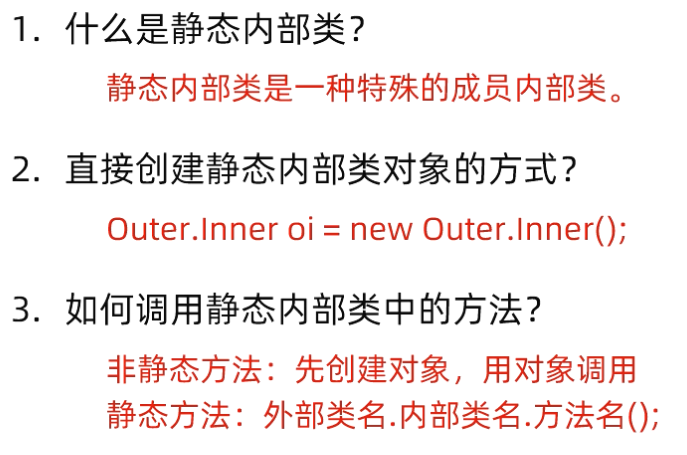 1. 什么是静态内部类？
静态内部类是一种特殊的成员内部类。
2. 直接创建静态内部类对象的方式？
Outer.Inner oi = new Outer.Inner();
3. 如何调用静态内部类中的方法？
非静态方法：先创建对象，用对象调用
静态方法：外部类名.内部类名.方法名();